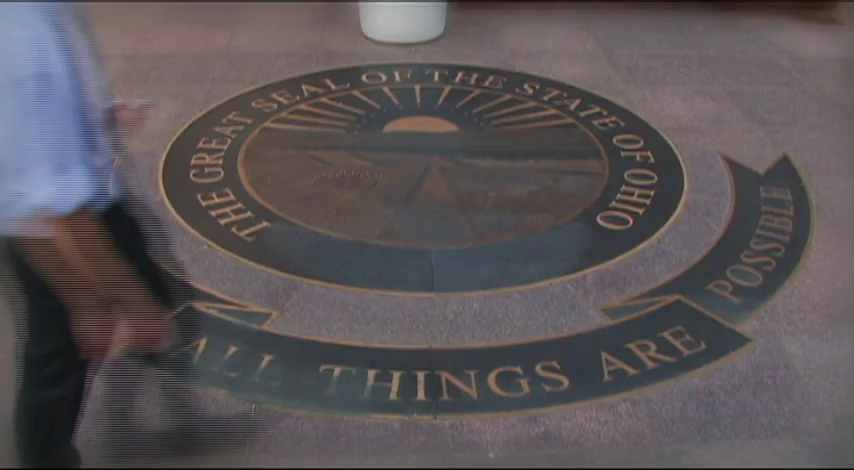 THE GREAT SEAL OF THE STATE OF OHIO
ALL THINGS ARE POSSIBLE